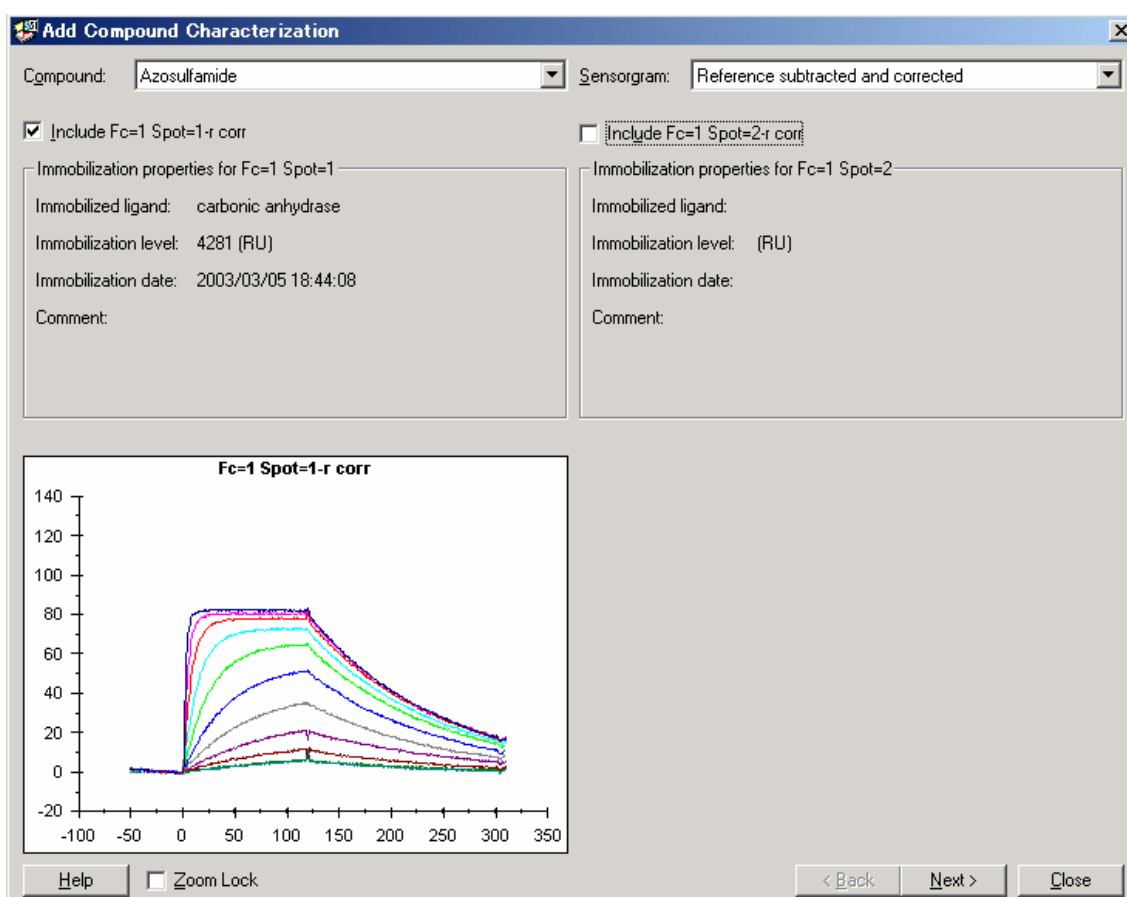 Add Compound Characterization
Compound: Azosulfamide Sensorgram: Reference subtracted and corrected
Include Fc=1 Spot=1-r corr Include Fc=1 Spot=2-r corr
Immobilization properties for Fc=1 Spot=1
Immobilized ligand: carbonic anhydrase
Immobilization level: 4281 (RU)
Immobilization date: 2003/03/05 18:44:08
Comment:
Immobilization properties for Fc=1 Spot=2
Immobilized ligand:
Immobilization level: (RU)
Immobilization date:
Comment:
Fc=1 Spot=1-r corr
140
120
100
80
60
40
20
0
-20
-100 -50 0 50 100 150 200 250 300 350
Help Zoom Lock < Back Next > Close